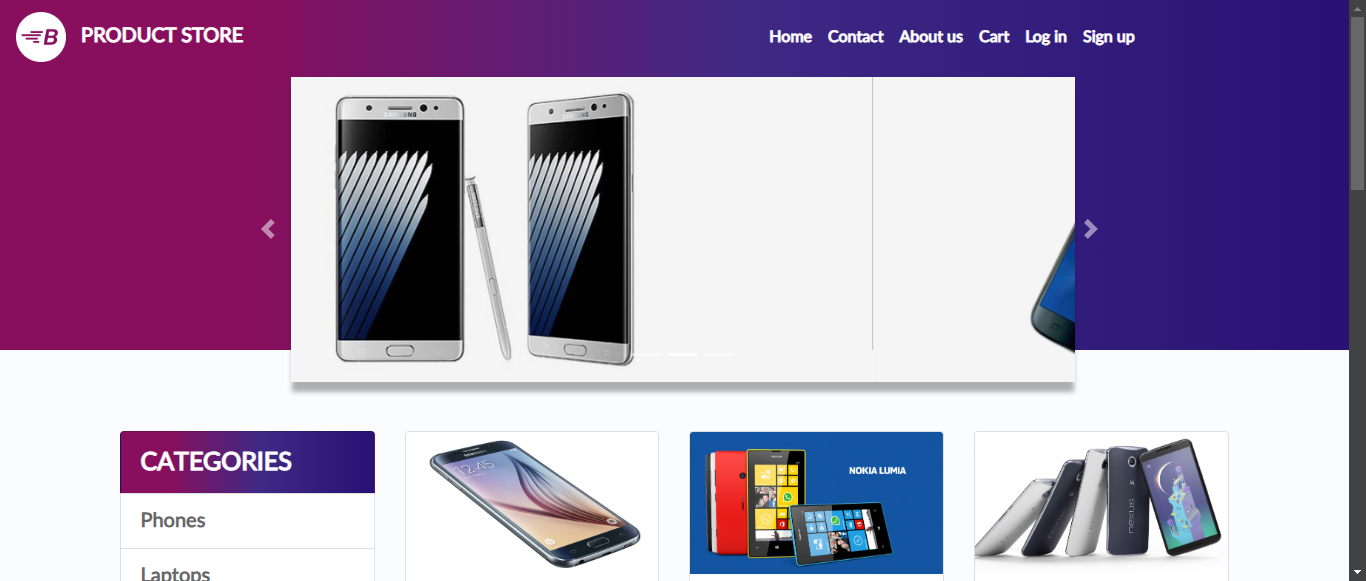 B PRODUCT STORE
Home Contact About us Cart Log in Sign up
SAMSUNG
CATEGORIES
Phones
Laptops
12:45
NOKIA LUMIA
nexus